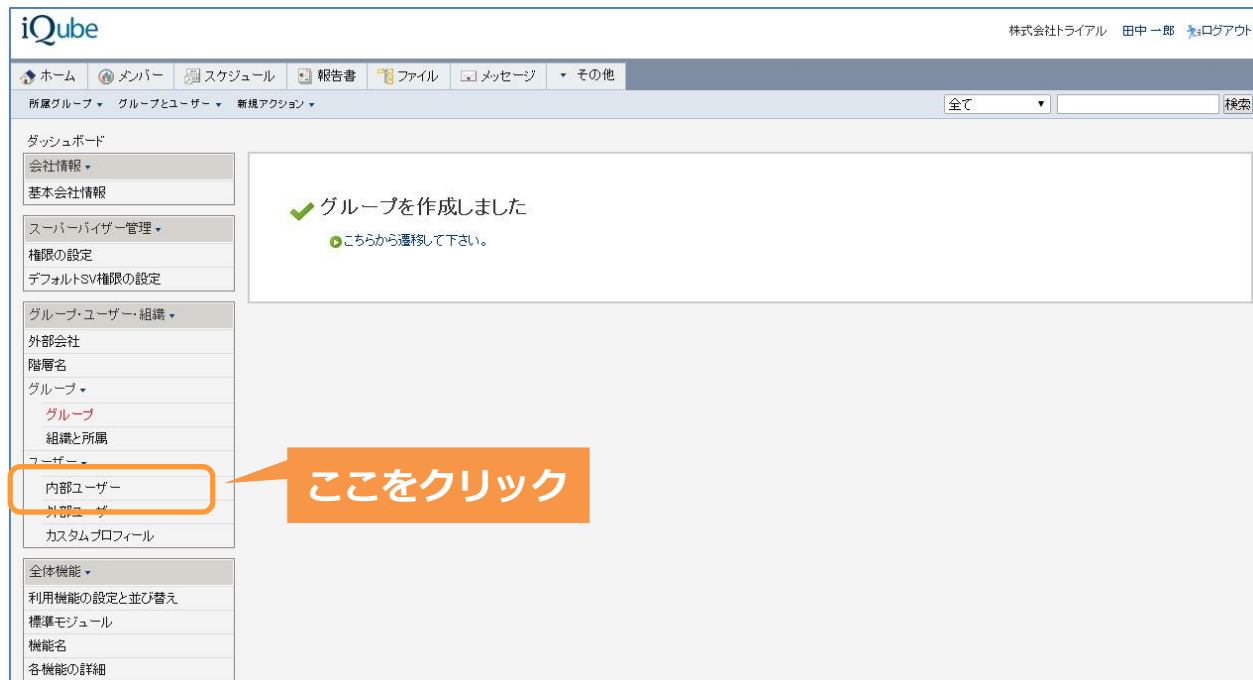 iQube
株式会社トライアル 田中 一郎 ログアウト
ホーム メンバー スケジュール 報告書 ファイル メッセージ その他
所属グループ グループとユーザー 新規アクション 全て 検索
ダッシュボード
会社情報
基本会社情報
スーパーバイザー管理
権限の設定
デフォルトSV権限の設定
グループ・ユーザー・組織
外部会社
階層名
グループ
グループ
組織と所属
ユーザー
内部ユーザー
外部ユーザー
カスタムプロフィール
全体機能
利用機能の設定と並び替え
標準モジュール
機能名
各機能の詳細
グループを作成しました
こちらから遷移して下さい。
ここをクリック